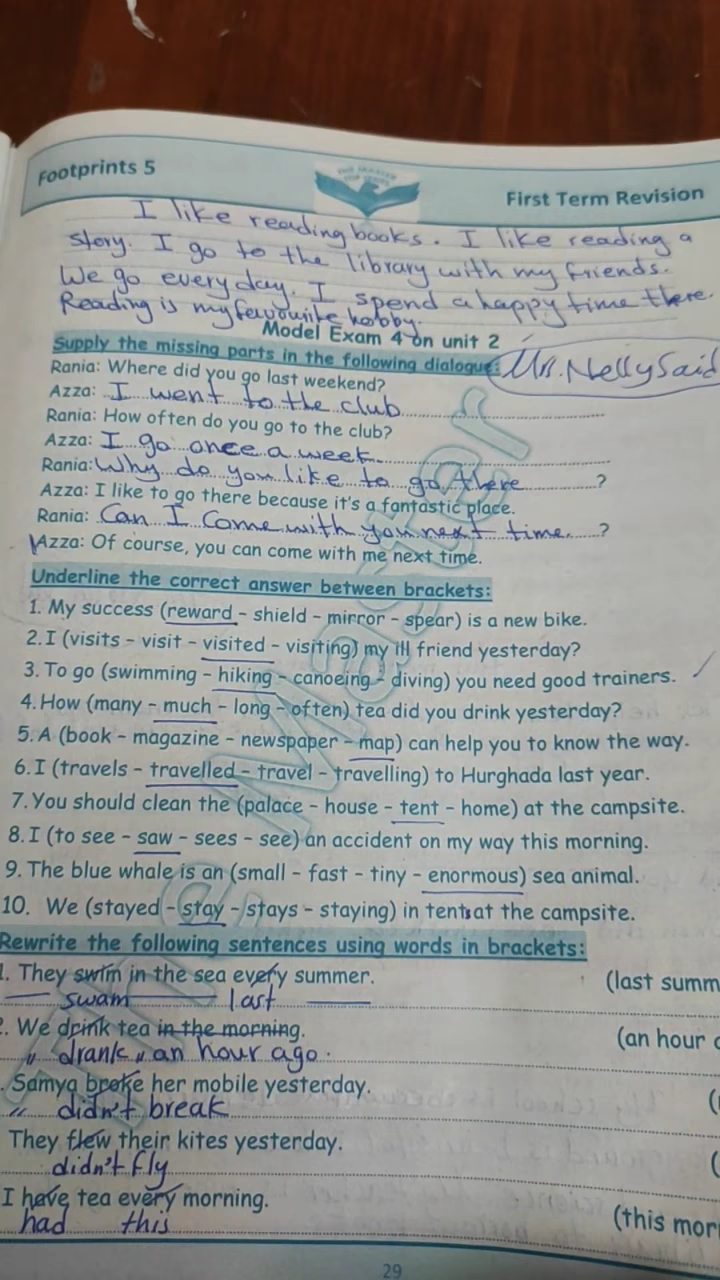 Footprints 5
First Term Revision
I like reading books. I like reading a
story. I go to the library with my friends.
We go every day. I spend a happy time there.
Reading is my favourite hobby.
Model Exam 4 on unit 2
Supply the missing parts in the following dialogue:
Mrs. Nelly Said
Rania: Where did you go last weekend?
Azza: I went to the club
Rania: How often do you go to the club?
Azza: I go once a week.
Rania: Why do you like to go there ?
Azza: I like to go there because it's a fantastic place.
Rania: Can I come with you next time. ?
Azza: Of course, you can come with me next time.
Underline the correct answer between brackets:
1. My success (reward - shield - mirror - spear) is a new bike.
2. I (visits - visit - visited - visiting) my ill friend yesterday?
3. To go (swimming - hiking - canoeing - diving) you need good trainers.
4. How (many - much - long - often) tea did you drink yesterday?
5. A (book - magazine - newspaper - map) can help you to know the way.
6. I (travels - travelled - travel - travelling) to Hurghada last year.
7. You should clean the (palace - house - tent - home) at the campsite.
8. I (to see - saw - sees - see) an accident on my way this morning.
9. The blue whale is an (small - fast - tiny - enormous) sea animal.
10. We (stayed - stay - stays - staying) in tents at the campsite.
Rewrite the following sentences using words in brackets:
1. They swim in the sea every summer. (last summ
swam last
2. We drink tea in the morning. (an hour
" drank " an hour ago.
. Samya broke her mobile yesterday. (
" didn't break
They flew their kites yesterday. (
didn't fly
I have tea every morning. (this mor
had this
29
The Master